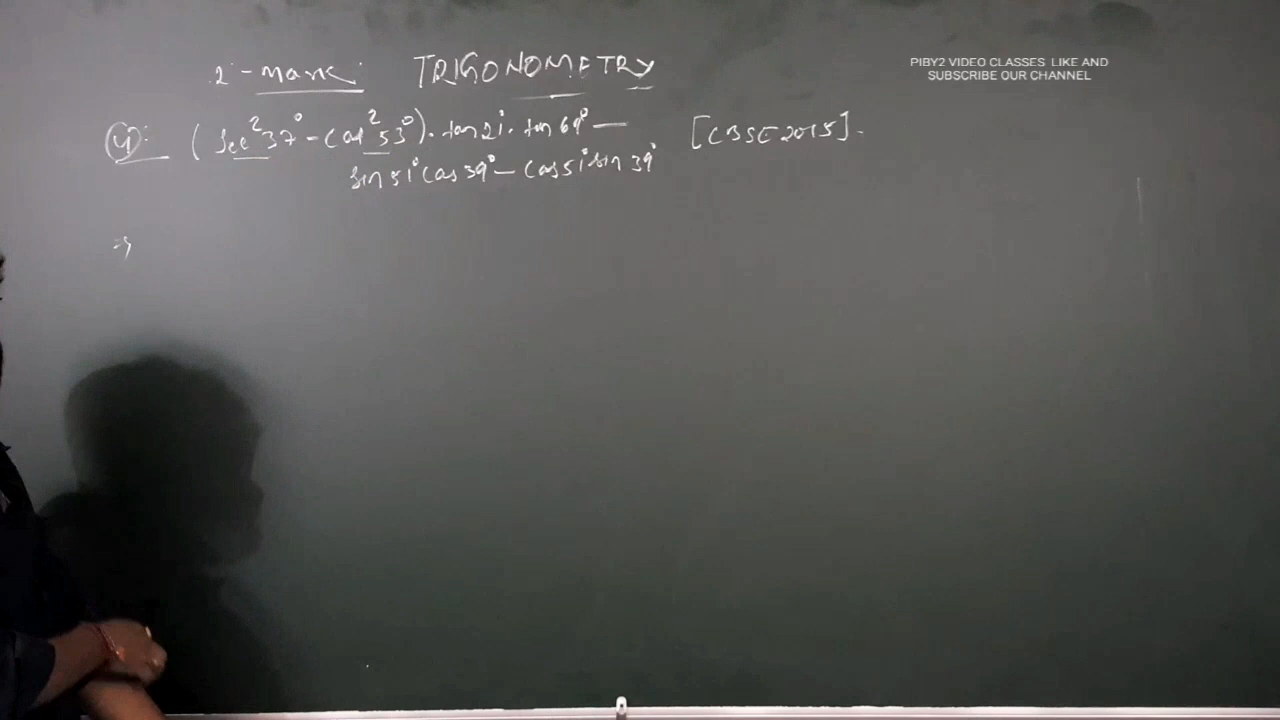 2 - mark TRIGONOMETRY
PIBY2 VIDEO CLASSES LIKE AND
SUBSCRIBE OUR CHANNEL
4): (sec²37° - cos²53°). tan21°. tan69° - [CBSE 2015].
sin51° cos39° - cos51° sin39°
⇒